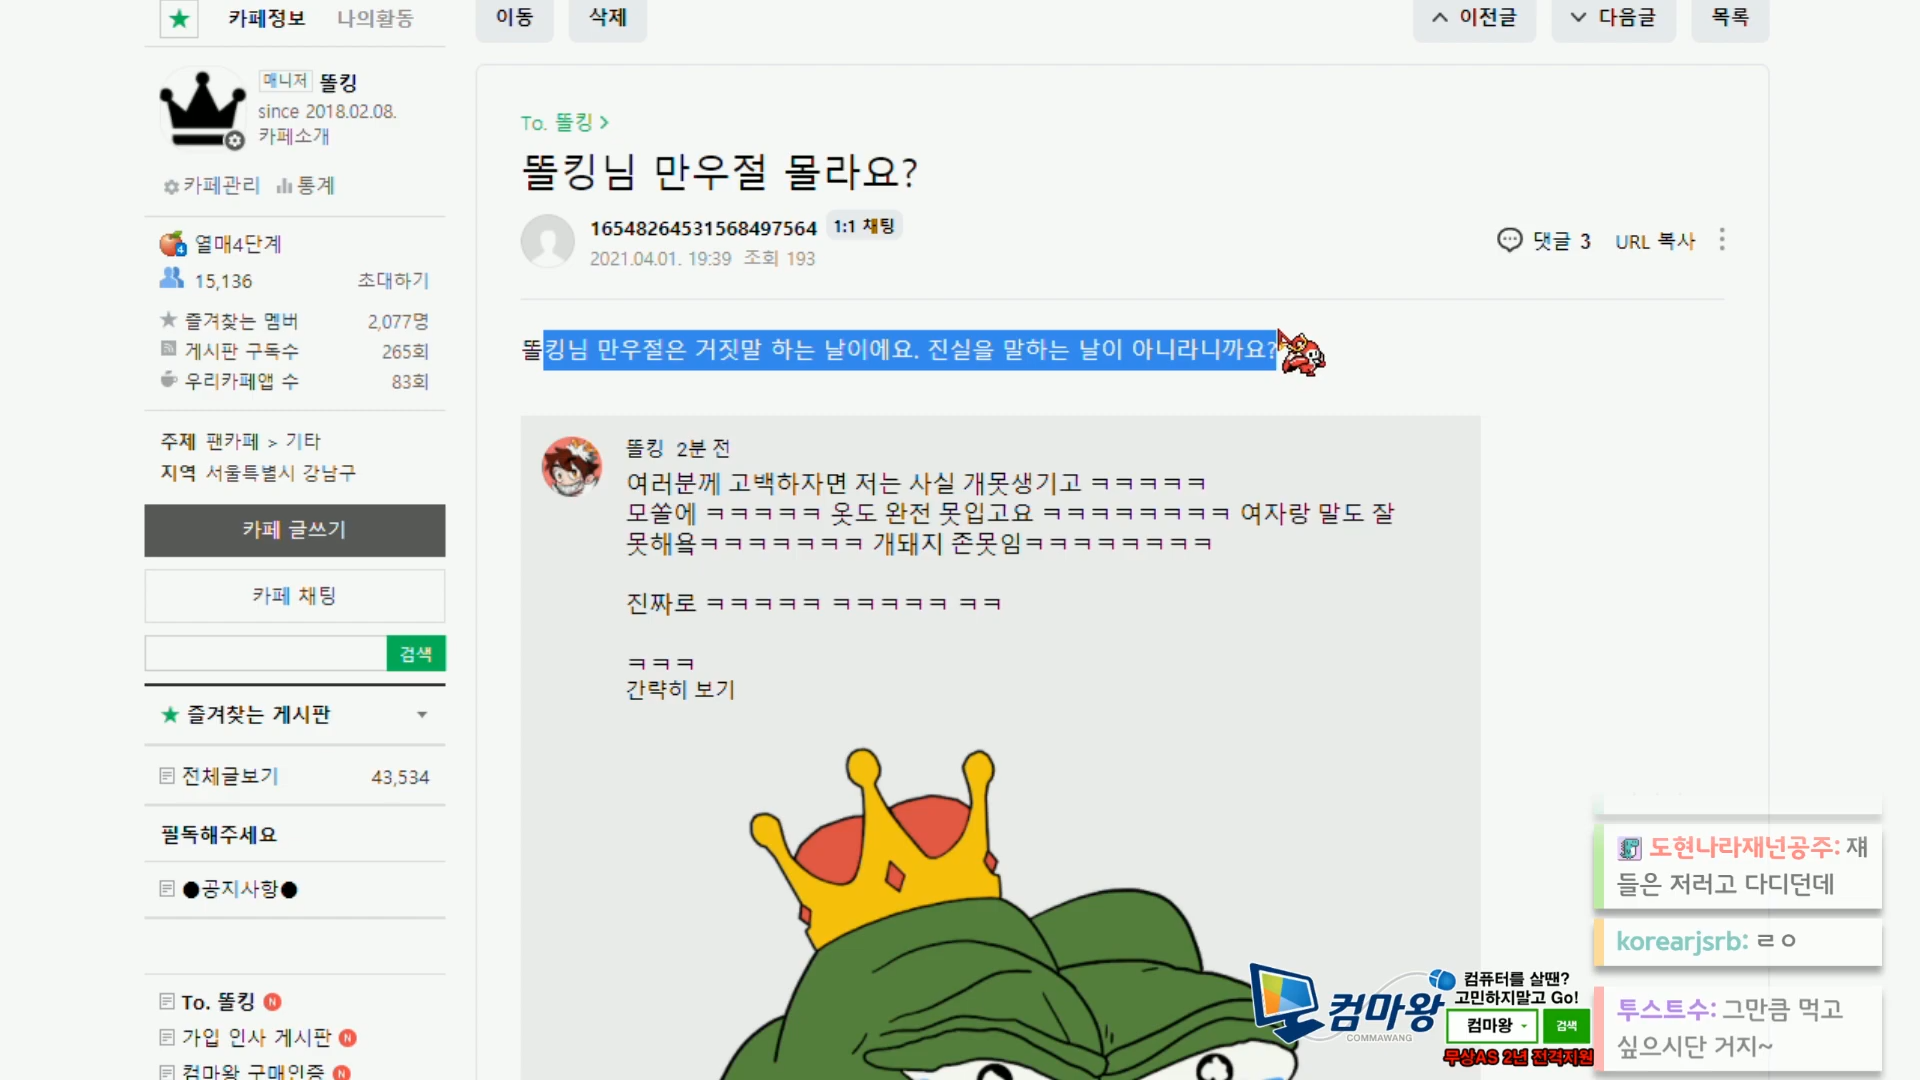 카페정보 나의활동
매니저 똘킹
since 2018.02.08.
카페소개
카페관리 통계
열매4단계
15,136 초대하기
즐겨찾는 멤버 2,077명
게시판 구독수 265회
우리카페앱 수 83회
주제 팬카페 > 기타
지역 서울특별시 강남구
카페 글쓰기
카페 채팅
검색
즐겨찾는 게시판
전체글보기 43,534
필독해주세요
●공지사항●
To. 똘킹 N
가입 인사 게시판 N
컴마왕 구매인증 N
이동 삭제 이전글 다음글 목록
To. 똘킹 >
똘킹님 만우절 몰라요?
16548264531568497564 1:1 채팅
2021.04.01. 19:39 조회 193
댓글 3 URL 복사
똘킹님 만우절은 거짓말 하는 날이에요. 진실을 말하는 날이 아니라니까요?
똘킹 2분 전
여러분께 고백하자면 저는 사실 개못생기고 ㅋㅋㅋㅋㅋ
모쏠에 ㅋㅋㅋㅋㅋ 옷도 완전 못입고요 ㅋㅋㅋㅋㅋㅋㅋㅋ 여자랑 말도 잘
못해욬ㅋㅋㅋㅋㅋㅋㅋ 개돼지 존못임ㅋㅋㅋㅋㅋㅋㅋㅋ
진짜로 ㅋㅋㅋㅋㅋ ㅋㅋㅋㅋㅋ ㅋㅋ
ㅋㅋㅋ
간략히 보기
컴마왕
COMMAWANG
컴퓨터를 살땐?
고민하지말고 Go!
컴마왕 검색
무상AS 2년 전격지원
도현나라재넌공주: 쟤
들은 저러고 다디던데
korearjsrb: ㄹㅇ
투스트수: 그만큼 먹고
싶으시단 거지~